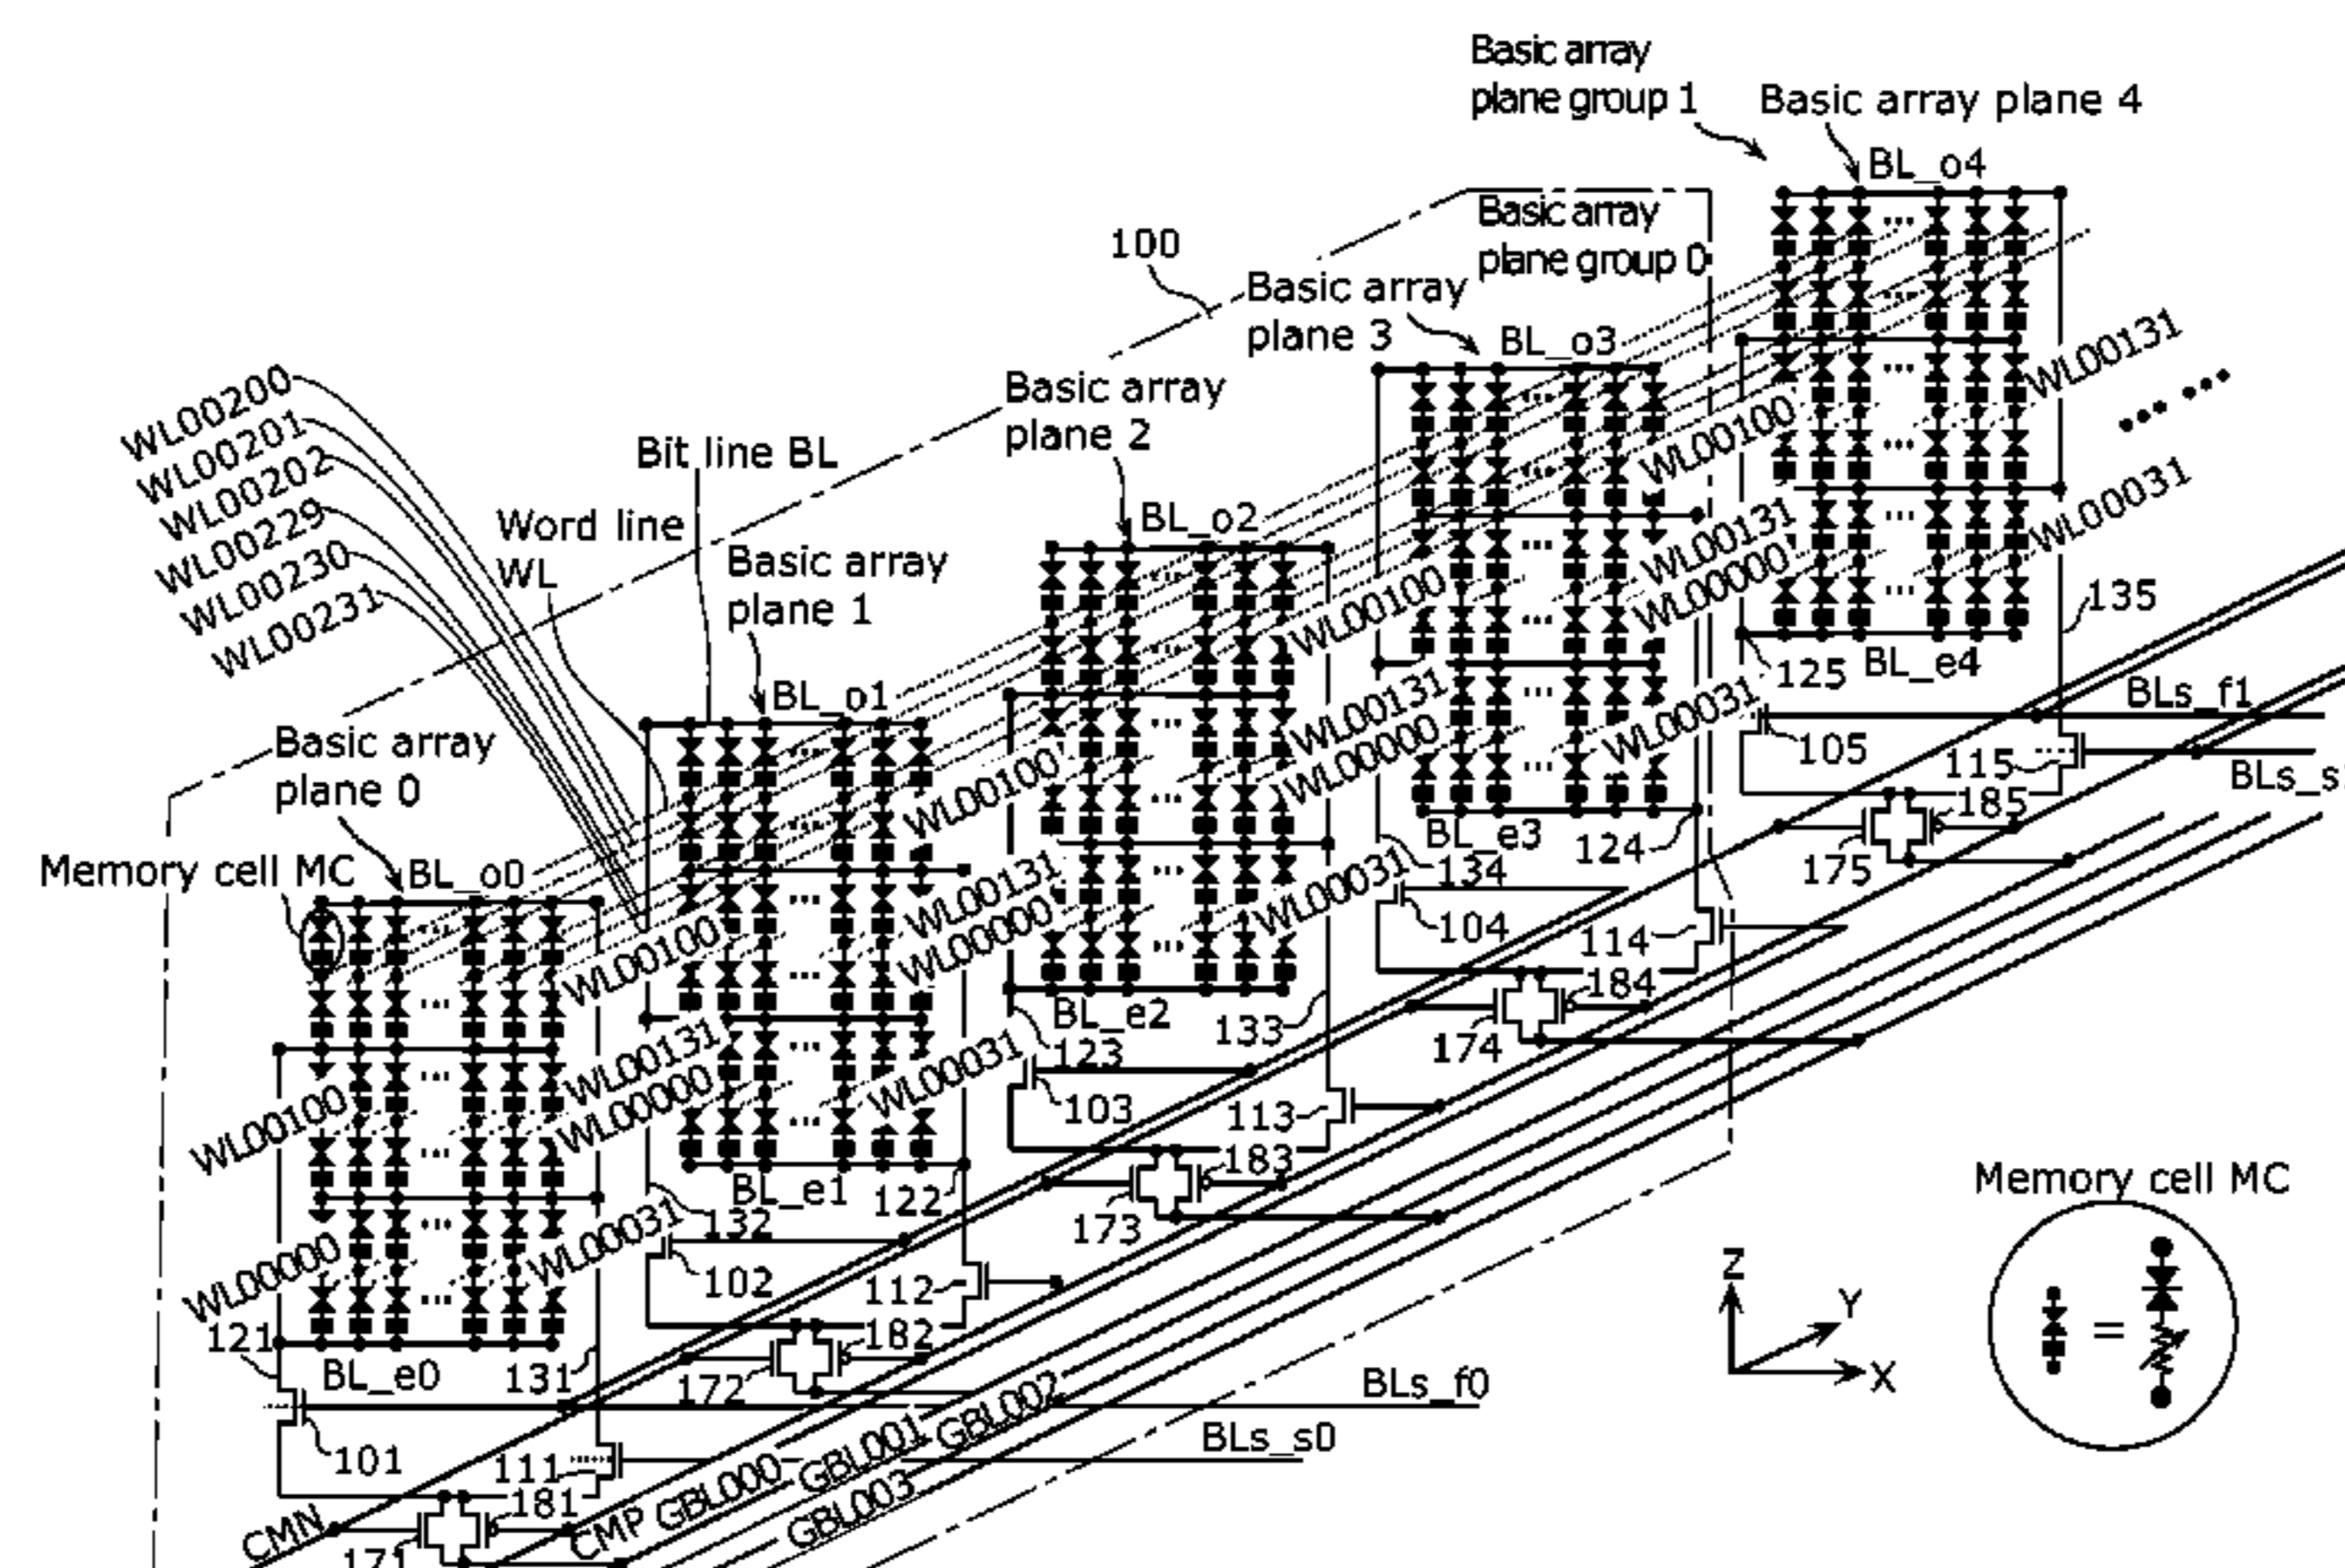 Basic array
plane group 1
Basic array plane 4
BL_o4
Basic array
plane group 0
100
Basic array
plane 3
BL_o3
WL00131
Basic array
plane 2
WL00100
WL00200
WL00201
WL00202
WL00229
WL00230
WL00231
Bit line BL
Word line
WL
BL_o2
WL00131
WL00031
WL00000
Basic array
plane 1
WL00100
135
125
BL_e4
BLs_f1
BL_o1
WL00131
WL00000
WL00031
105
115
BLs_s
185
175
Basic array
plane 0
WL00100
BL_e3
124
134
Memory cell MC
BL_o0
WL00131
WL00000
WL00031
104
114
184
174
WL00100
BL_e2
133
123
103
113
183
173
WL00131
WL00000
WL00031
WL00100
BL_e1
122
132
102
112
182
172
WL00031
WL00000
121
BL_e0
131
101
111
181
171
BLs_f0
BLs_s0
CMN
CMP
GBL000
GBL001
GBL002
GBL003
Z
Y
X
Memory cell MC
=